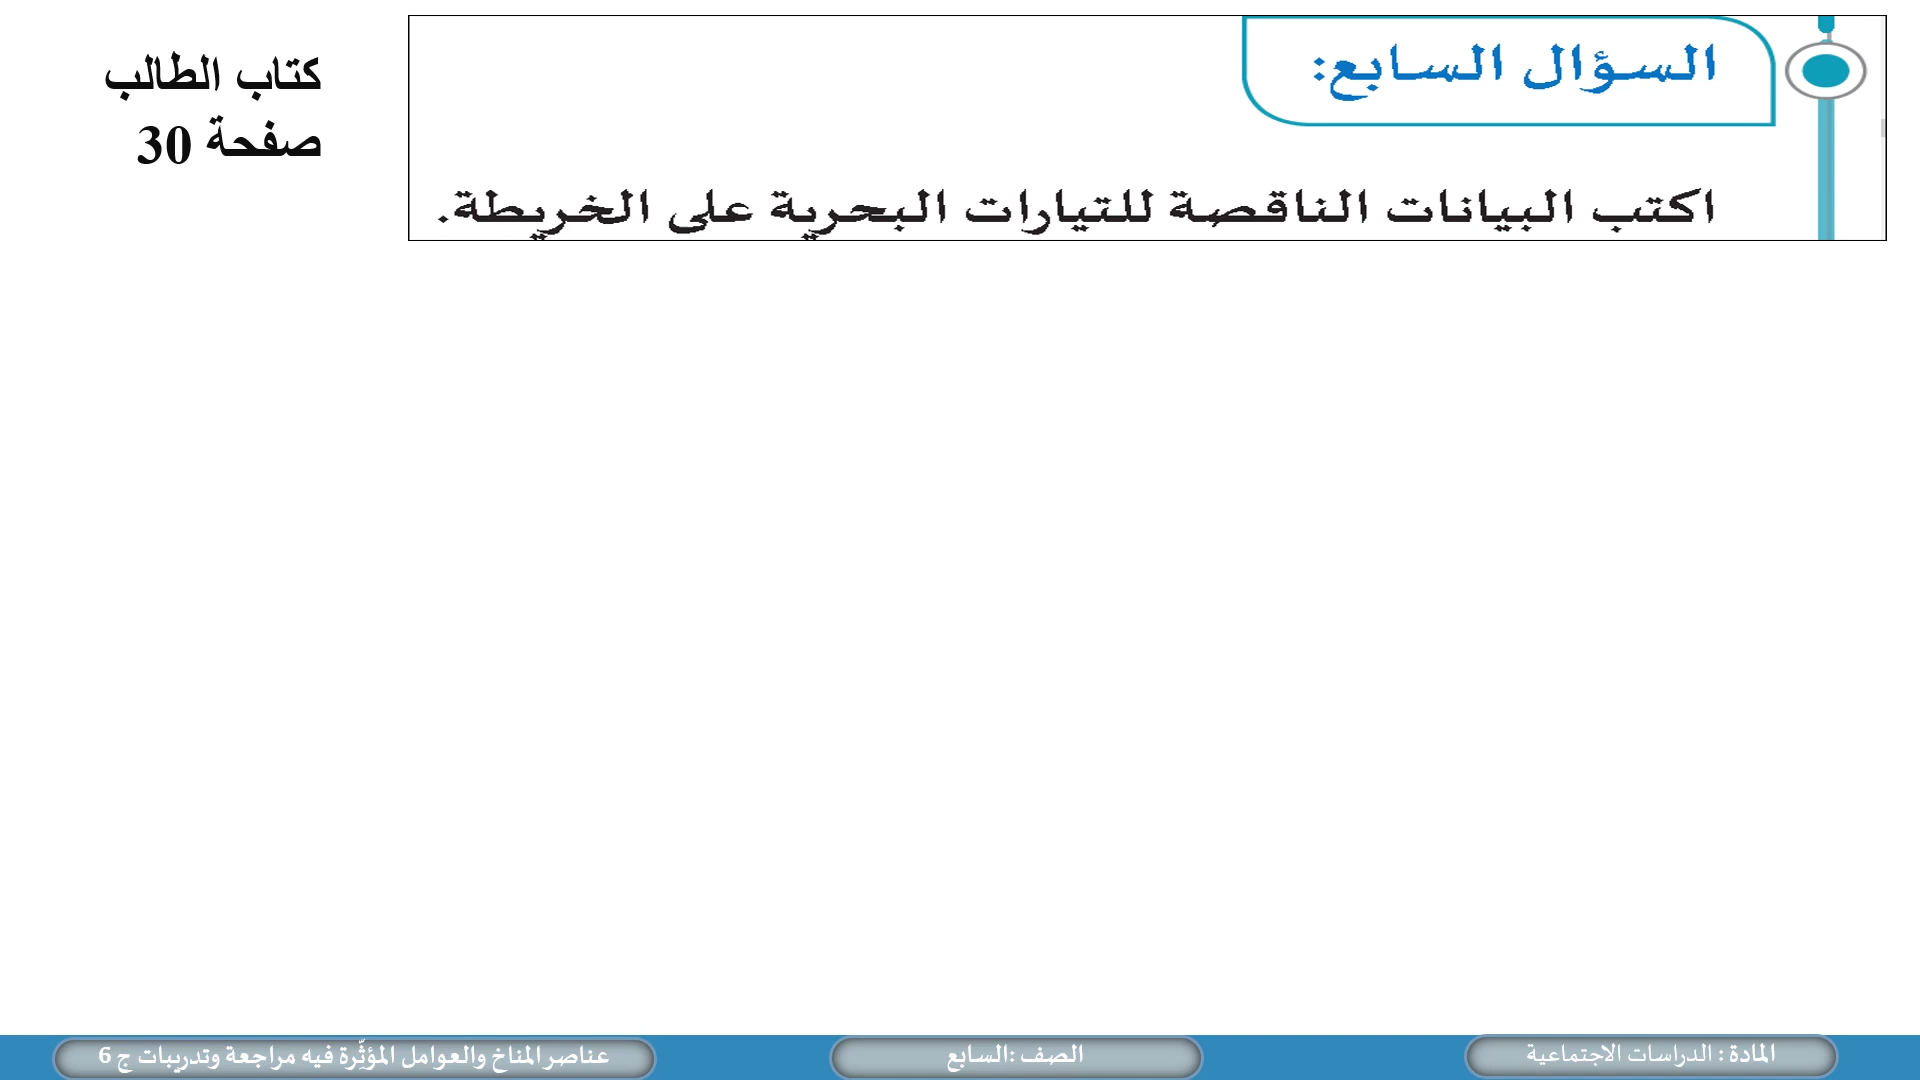 السؤال السابع:
كتاب الطالب
صفحة 30
اكتب البيانات الناقصة للتيارات البحرية على الخريطة.
المادة : الدراسات الاجتماعية
الصف :السابع
عناصر المناخ والعوامل المؤثِّرة فيه مراجعة وتدريبات ج 6